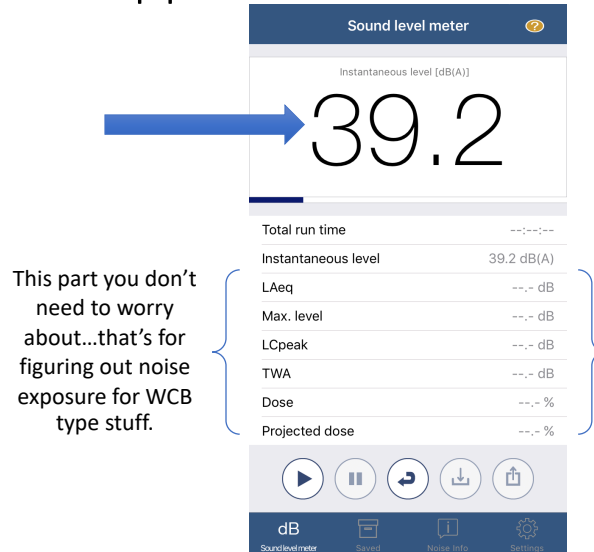 Sound level meter ?
Instantaneous level [dB(A)]
39.2
Total run time --:--:--
Instantaneous level 39.2 dB(A)
LAeq --.- dB
Max. level --.- dB
LCpeak --.- dB
TWA --.- dB
Dose --.- %
Projected dose --.- %
This part you don't
need to worry
about...that's for
figuring out noise
exposure for WCB
type stuff.
dB
Sound level meter Saved Noise Info Settings